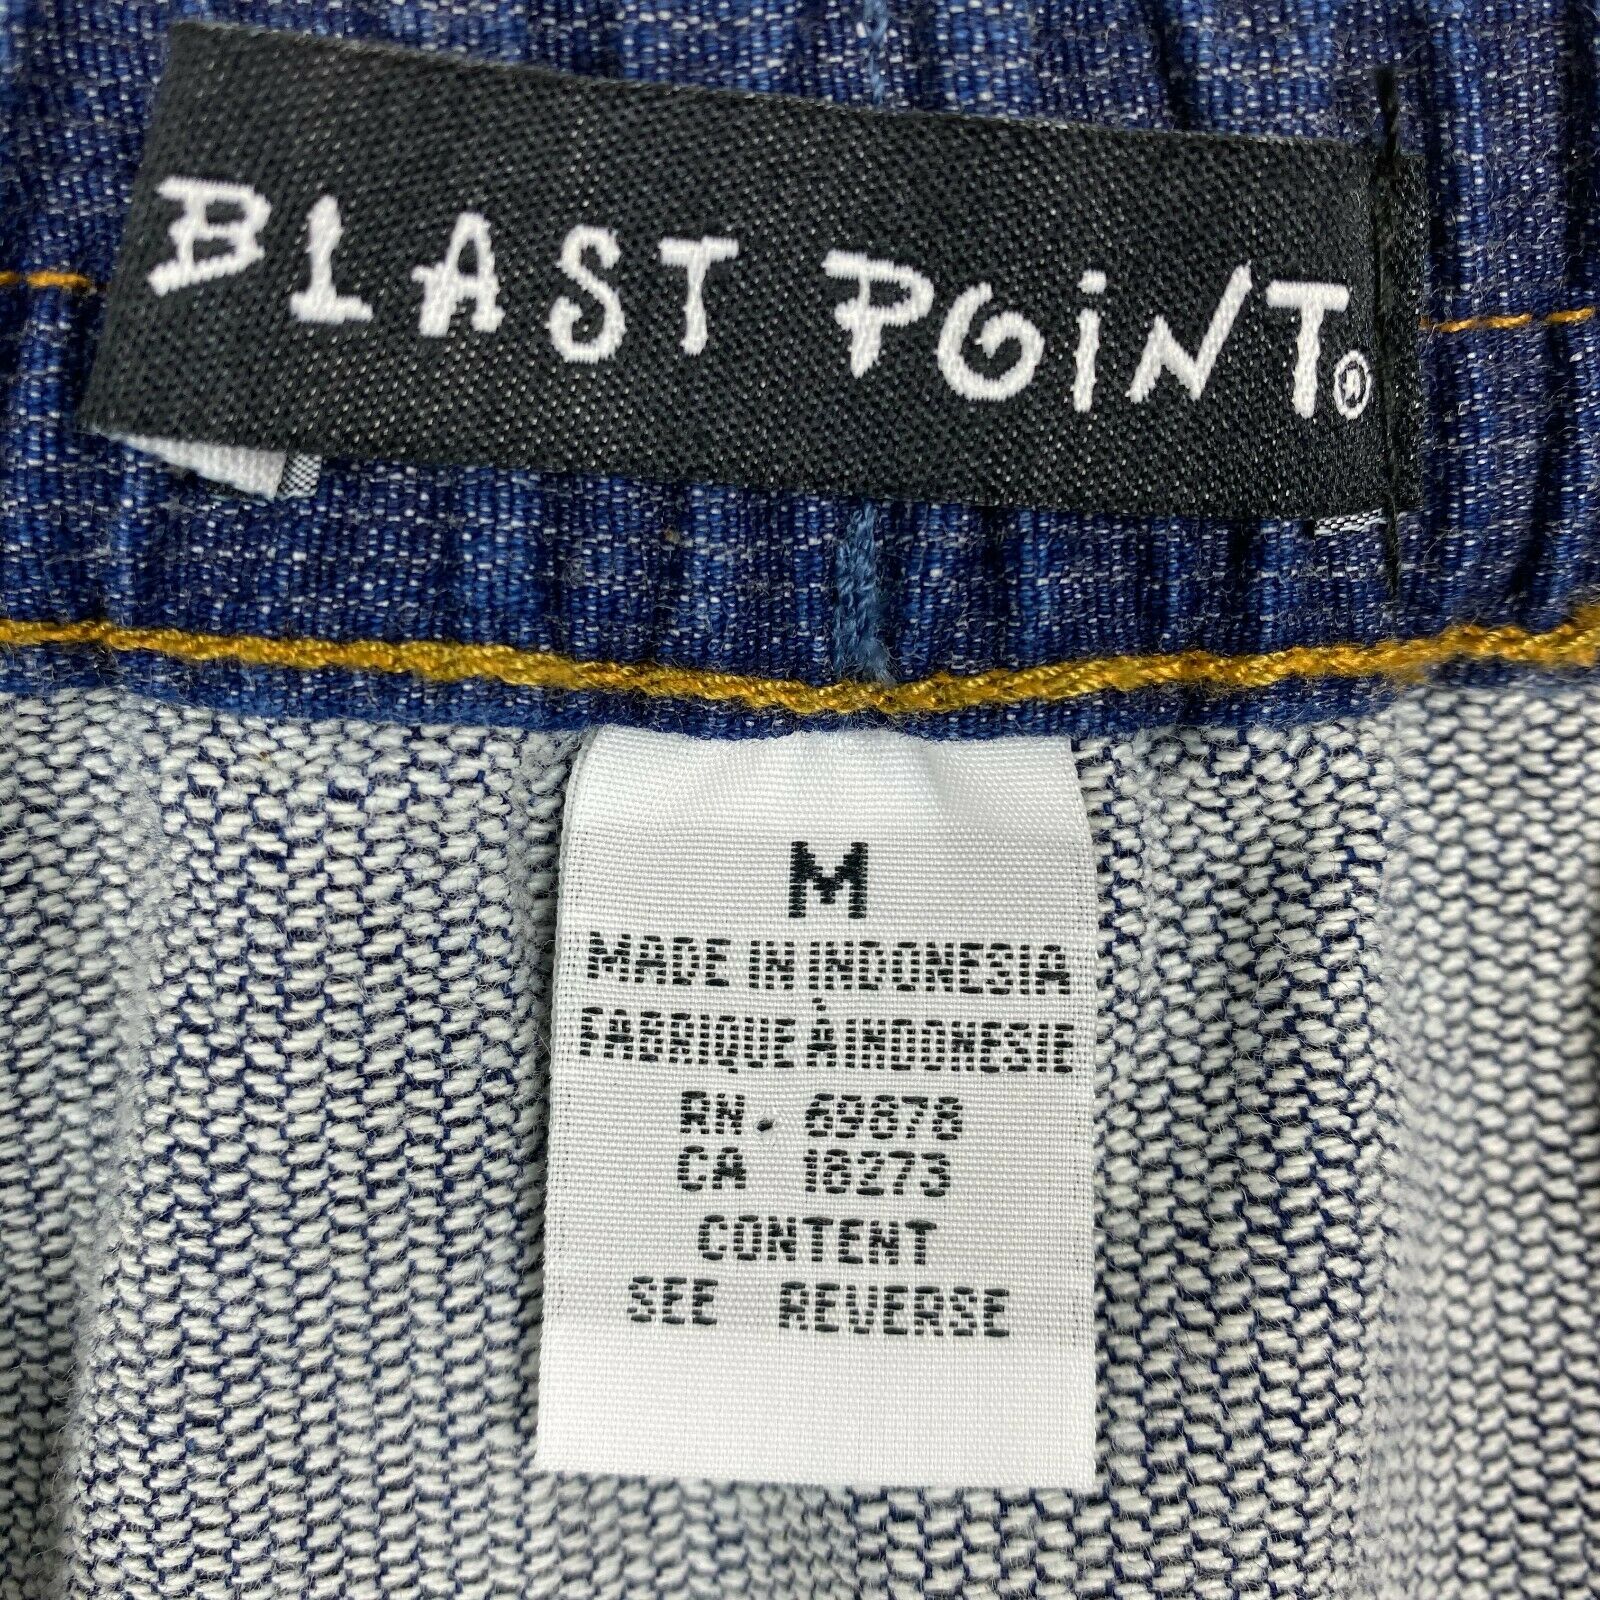 BLAST POiNT®
M
MADE IN INDONESIA
FABRIQUE À INDONESIE
RN. 69878
CA 18273
CONTENT
SEE REVERSE